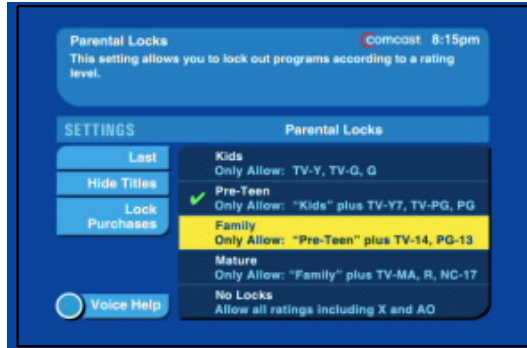 Parental Locks
comcast 8:15pm
This setting allows you to lock out programs according to a rating
level.
SETTINGS
Parental Locks
Last
Hide Titles
Lock
Purchases
Voice Help
Kids
Only Allow: TV-Y, TV-G, G
Pre-Teen
Only Allow: "Kids" plus TV-Y7, TV-PG, PG
Family
Only Allow: "Pre-Teen" plus TV-14, PG-13
Mature
Only Allow: "Family" plus TV-MA, R, NC-17
No Locks
Allow all ratings including X and AO